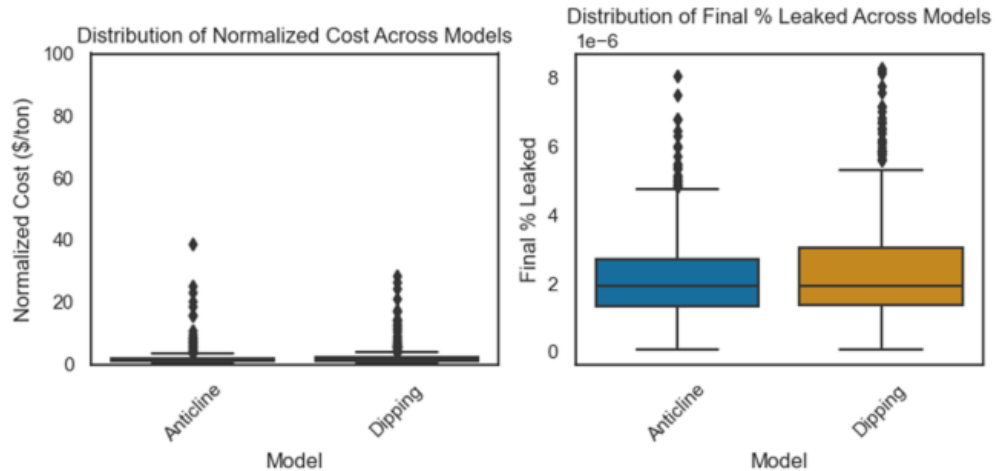 Distribution of Normalized Cost Across Models
100
80
60
40
20
0
Normalized Cost ($/ton)
Anticline
Dipping
Model
Distribution of Final % Leaked Across Models
1e−6
8
6
4
2
0
Final % Leaked
Anticline
Dipping
Model